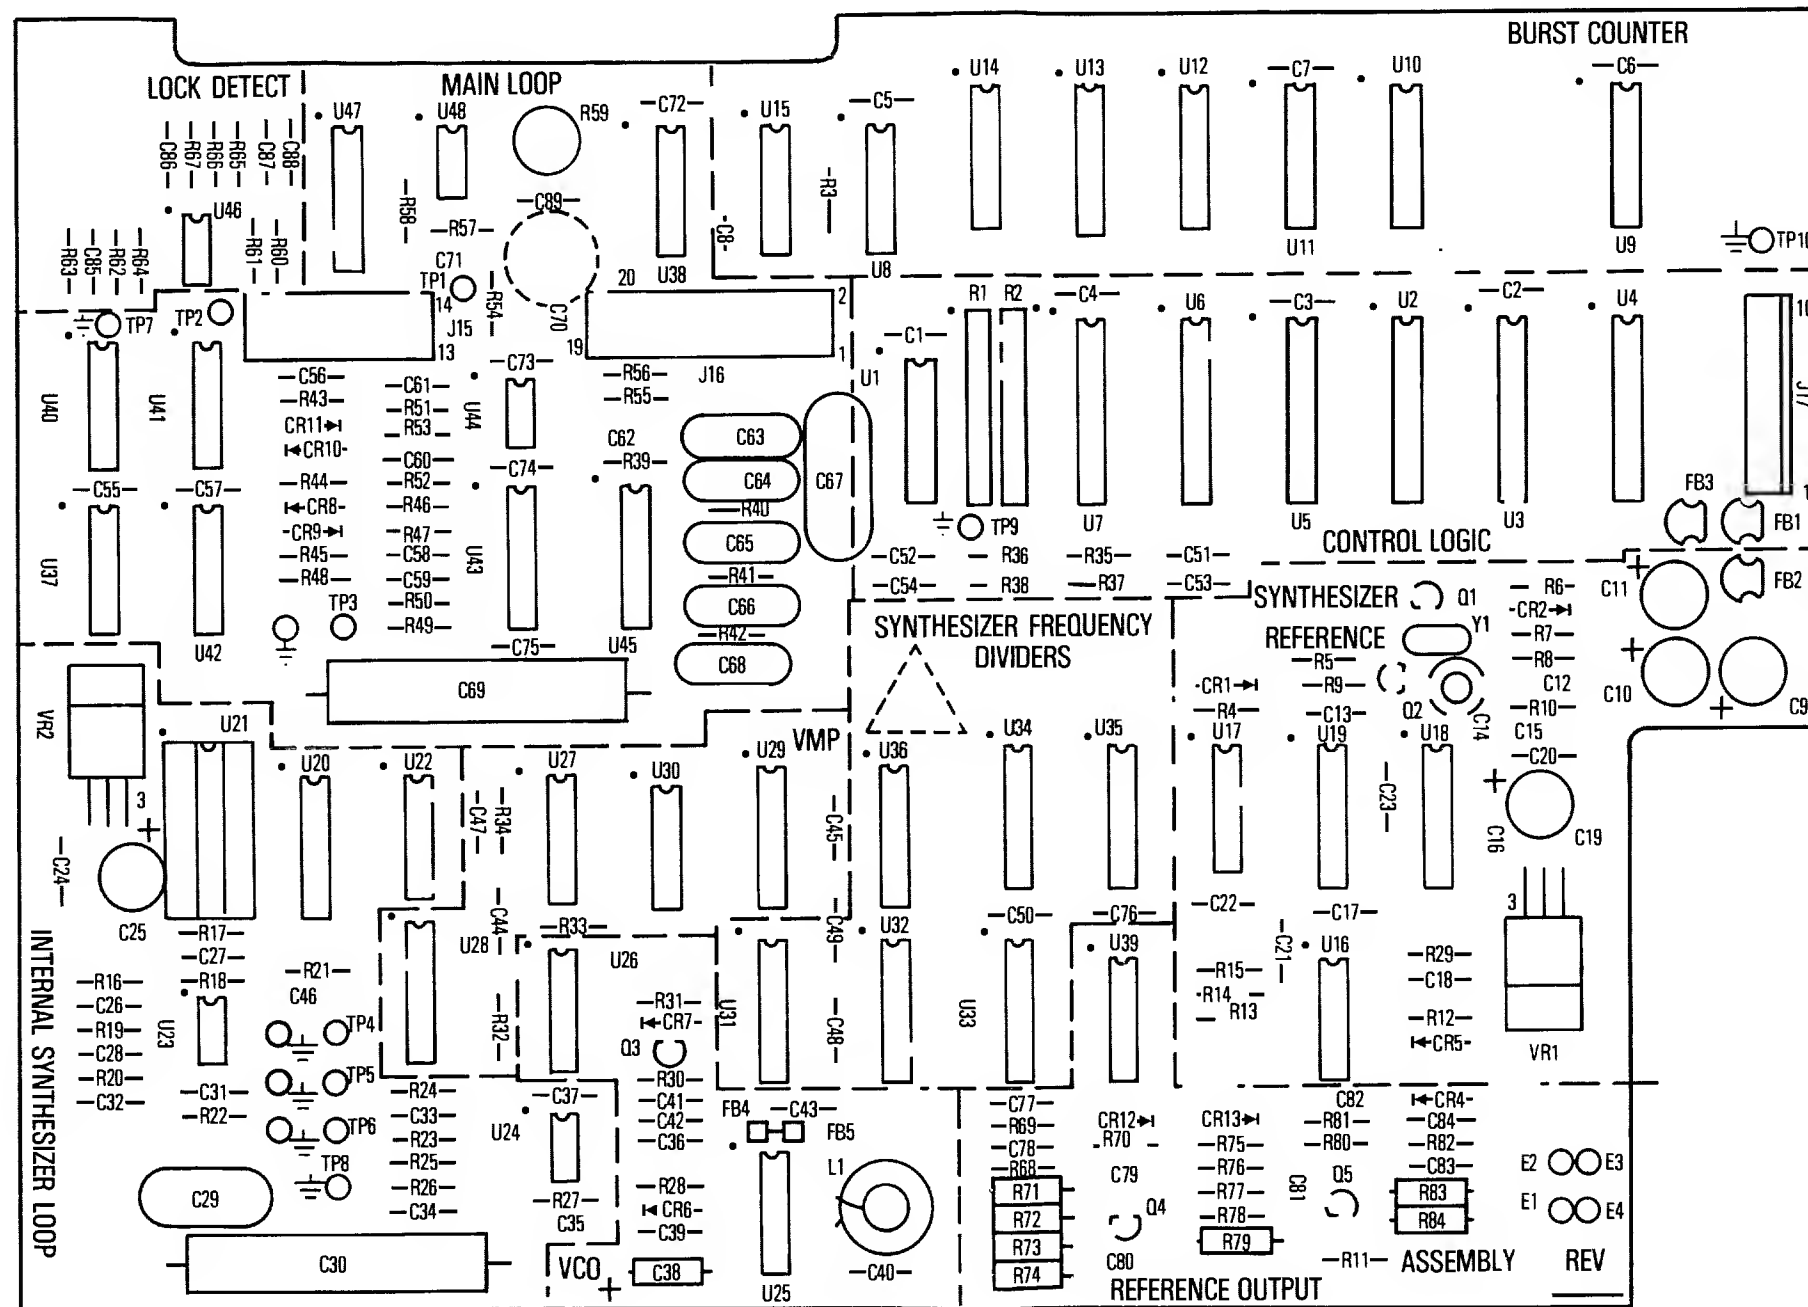 BURST COUNTER
LOCK DETECT
MAIN LOOP
U47
U48
R59
C72
U15
C5
U14
U13
U12
C7
U10
C6
C86
R67
R66
R65
C87
C88
U46
R58
R57
C89
C71
TP1
R54
C70
U38
C8
R3
U8
U11
U9
TP10
R63
C85
R62
R64
R61
R60
TP7
TP2
14
J15
13
20
19
2
1
J16
R1
R2
C4
U6
C3
U2
C2
U4
10
J17
1
U40
U41
C56
R43
CR11
CR10
R44
CR8
CR9
R45
R48
C61
R51
R53
C60
R52
R46
R47
C58
C59
R50
R49
U44
C73
C74
U43
C75
R56
R55
C62
R39
U45
C63
C64
R40
C65
R41
C66
R42
C68
C67
U1
C1
TP9
U7
U5
U3
FB3
FB1
FB2
C55
C57
U37
U42
TP3
C69
C52
R36
R35
C51
C54
R38
R37
C53
CONTROL LOGIC
SYNTHESIZER
REFERENCE
Q1
Y1
R6
CR2
R7
R8
C12
R10
C15
C20
C11
C10
C9
SYNTHESIZER FREQUENCY
DIVIDERS
R5
CR1
R9
R4
C13
Q2
C14
VR2
3
U21
U20
U22
U27
U30
U29
VMP
U36
U34
U35
U17
U19
U18
C23
C16
C19
C24
C25
C47
R34
C45
C44
R33
C49
U32
C50
C76
U39
C22
C17
C21
U16
3
VR1
INTERNAL SYNTHESIZER LOOP
R17
C27
R18
R16
C26
R19
C28
R20
C32
U23
C31
R22
R21
C46
TP4
TP5
TP6
TP8
U28
R32
U26
R31
CR7
Q3
U31
C48
U33
R15
R14
R13
R29
C18
R12
CR5
R24
C33
R23
R25
R26
C34
U24
C37
R27
C35
R30
C41
C42
C36
R28
CR6
C39
FB4
C43
FB5
L1
C77
R69
C78
R68
R71
R72
R73
R74
CR12
R70
C79
Q4
C80
CR13
R75
R76
R77
R78
R79
C82
R81
R80
C81
Q5
CR4
C84
R82
C83
R83
R84
E2
E3
E1
E4
C29
C30
VCO
C38
U25
C40
R11
REFERENCE OUTPUT
ASSEMBLY
REV